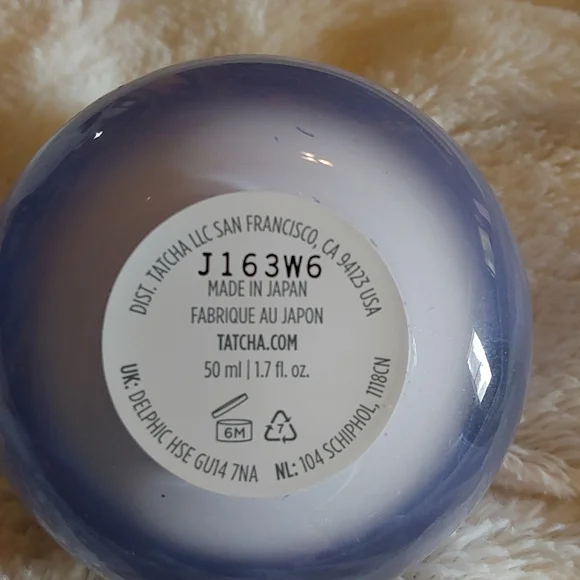 DIST. TATCHA LLC SAN FRANCISCO, CA 94123 USA
J163W6
MADE IN JAPAN
FABRIQUE AU JAPON
TATCHA.COM
50 ml | 1.7 fl. oz.
6M
7
UK: DELPHIC HSE GU14 7NA NL: 104 SCHIPHOL, 1118CN